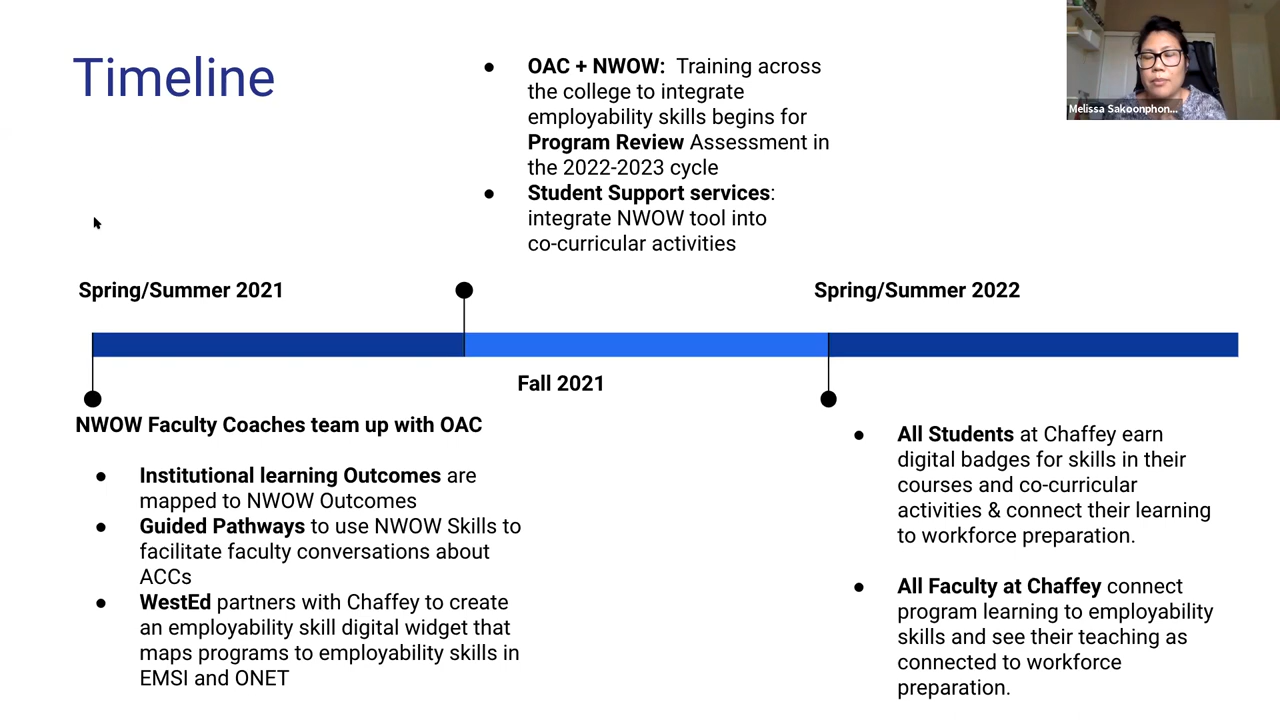 Timeline
● OAC + NWOW: Training across
the college to integrate
employability skills begins for
Program Review Assessment in
the 2022-2023 cycle
● Student Support services:
integrate NWOW tool into
co-curricular activities
Melissa Sakoonphon...
Spring/Summer 2021
Spring/Summer 2022
Fall 2021
NWOW Faculty Coaches team up with OAC
● Institutional learning Outcomes are
mapped to NWOW Outcomes
● Guided Pathways to use NWOW Skills to
facilitate faculty conversations about
ACCs
● WestEd partners with Chaffey to create
an employability skill digital widget that
maps programs to employability skills in
EMSI and ONET
● All Students at Chaffey earn
digital badges for skills in their
courses and co-curricular
activities & connect their learning
to workforce preparation.
● All Faculty at Chaffey connect
program learning to employability
skills and see their teaching as
connected to workforce
preparation.